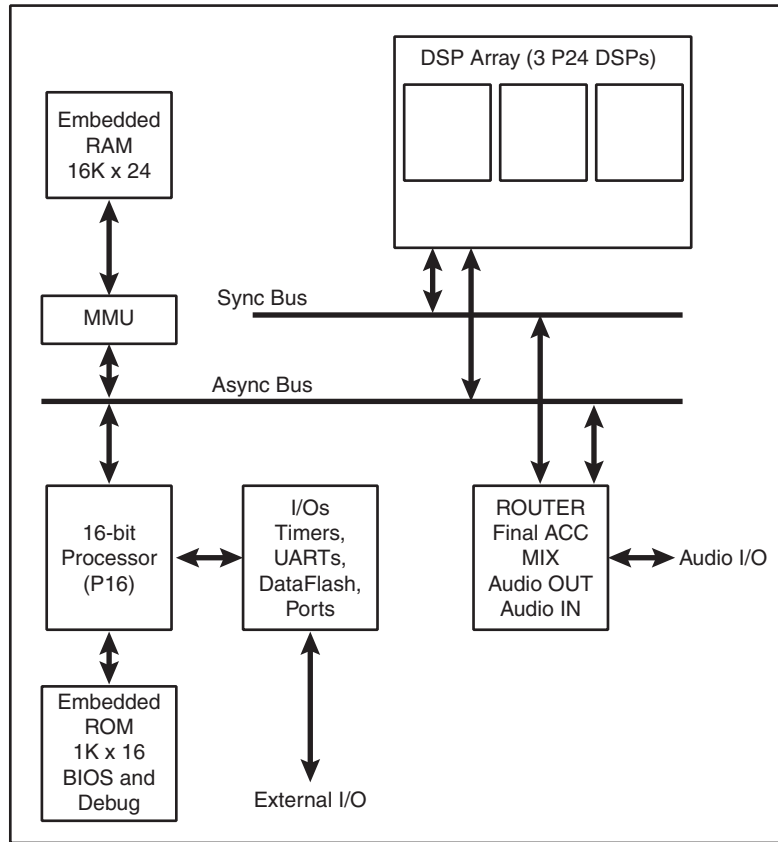 DSP Array (3 P24 DSPs)
Embedded
RAM
16K x 24
MMU
Sync Bus
Async Bus
16-bit
Processor
(P16)
I/Os
Timers,
UARTs,
DataFlash,
Ports
ROUTER
Final ACC
MIX
Audio OUT
Audio IN
Audio I/O
Embedded
ROM
1K x 16
BIOS and
Debug
External I/O